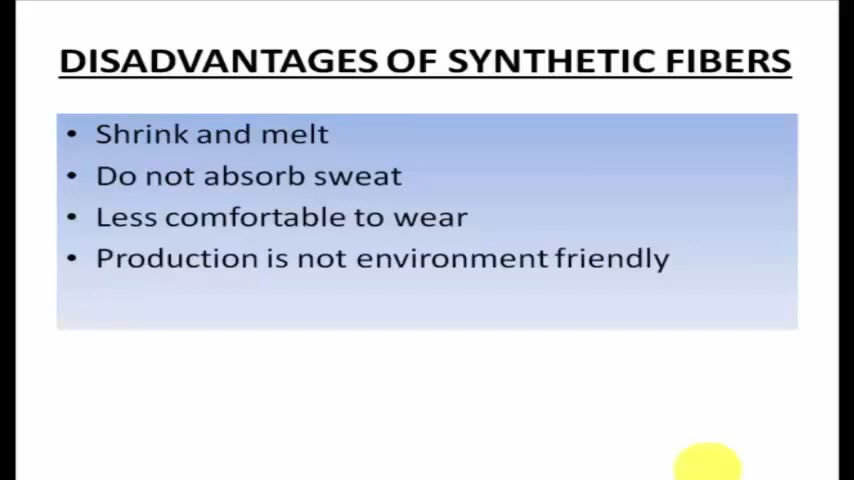 DISADVANTAGES OF SYNTHETIC FIBERS
• Shrink and melt
• Do not absorb sweat
• Less comfortable to wear
• Production is not environment friendly